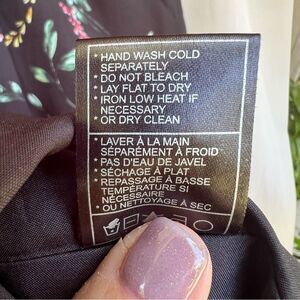 * HAND WASH COLD
SEPARATELY
* DO NOT BLEACH
* LAY FLAT TO DRY
* IRON LOW HEAT IF
NECESSARY
* OR DRY CLEAN
* LAVER À LA MAIN
SÉPARÉMENT À FROID
* PAS D'EAU DE JAVEL
* SÉCHAGE À PLAT
* REPASSAGE À BASSE
TEMPÉRATURE SI
NÉCESSAIRE
* OU NETTOYAGE À SEC